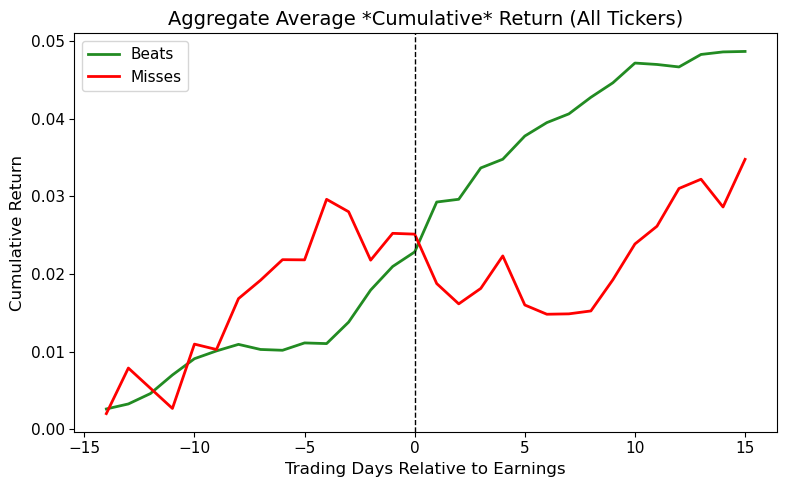 Aggregate Average *Cumulative* Return (All Tickers)
Beats
Misses
0.05
0.04
0.03
0.02
0.01
0.00
Cumulative Return
−15 −10 −5 0 5 10 15
Trading Days Relative to Earnings